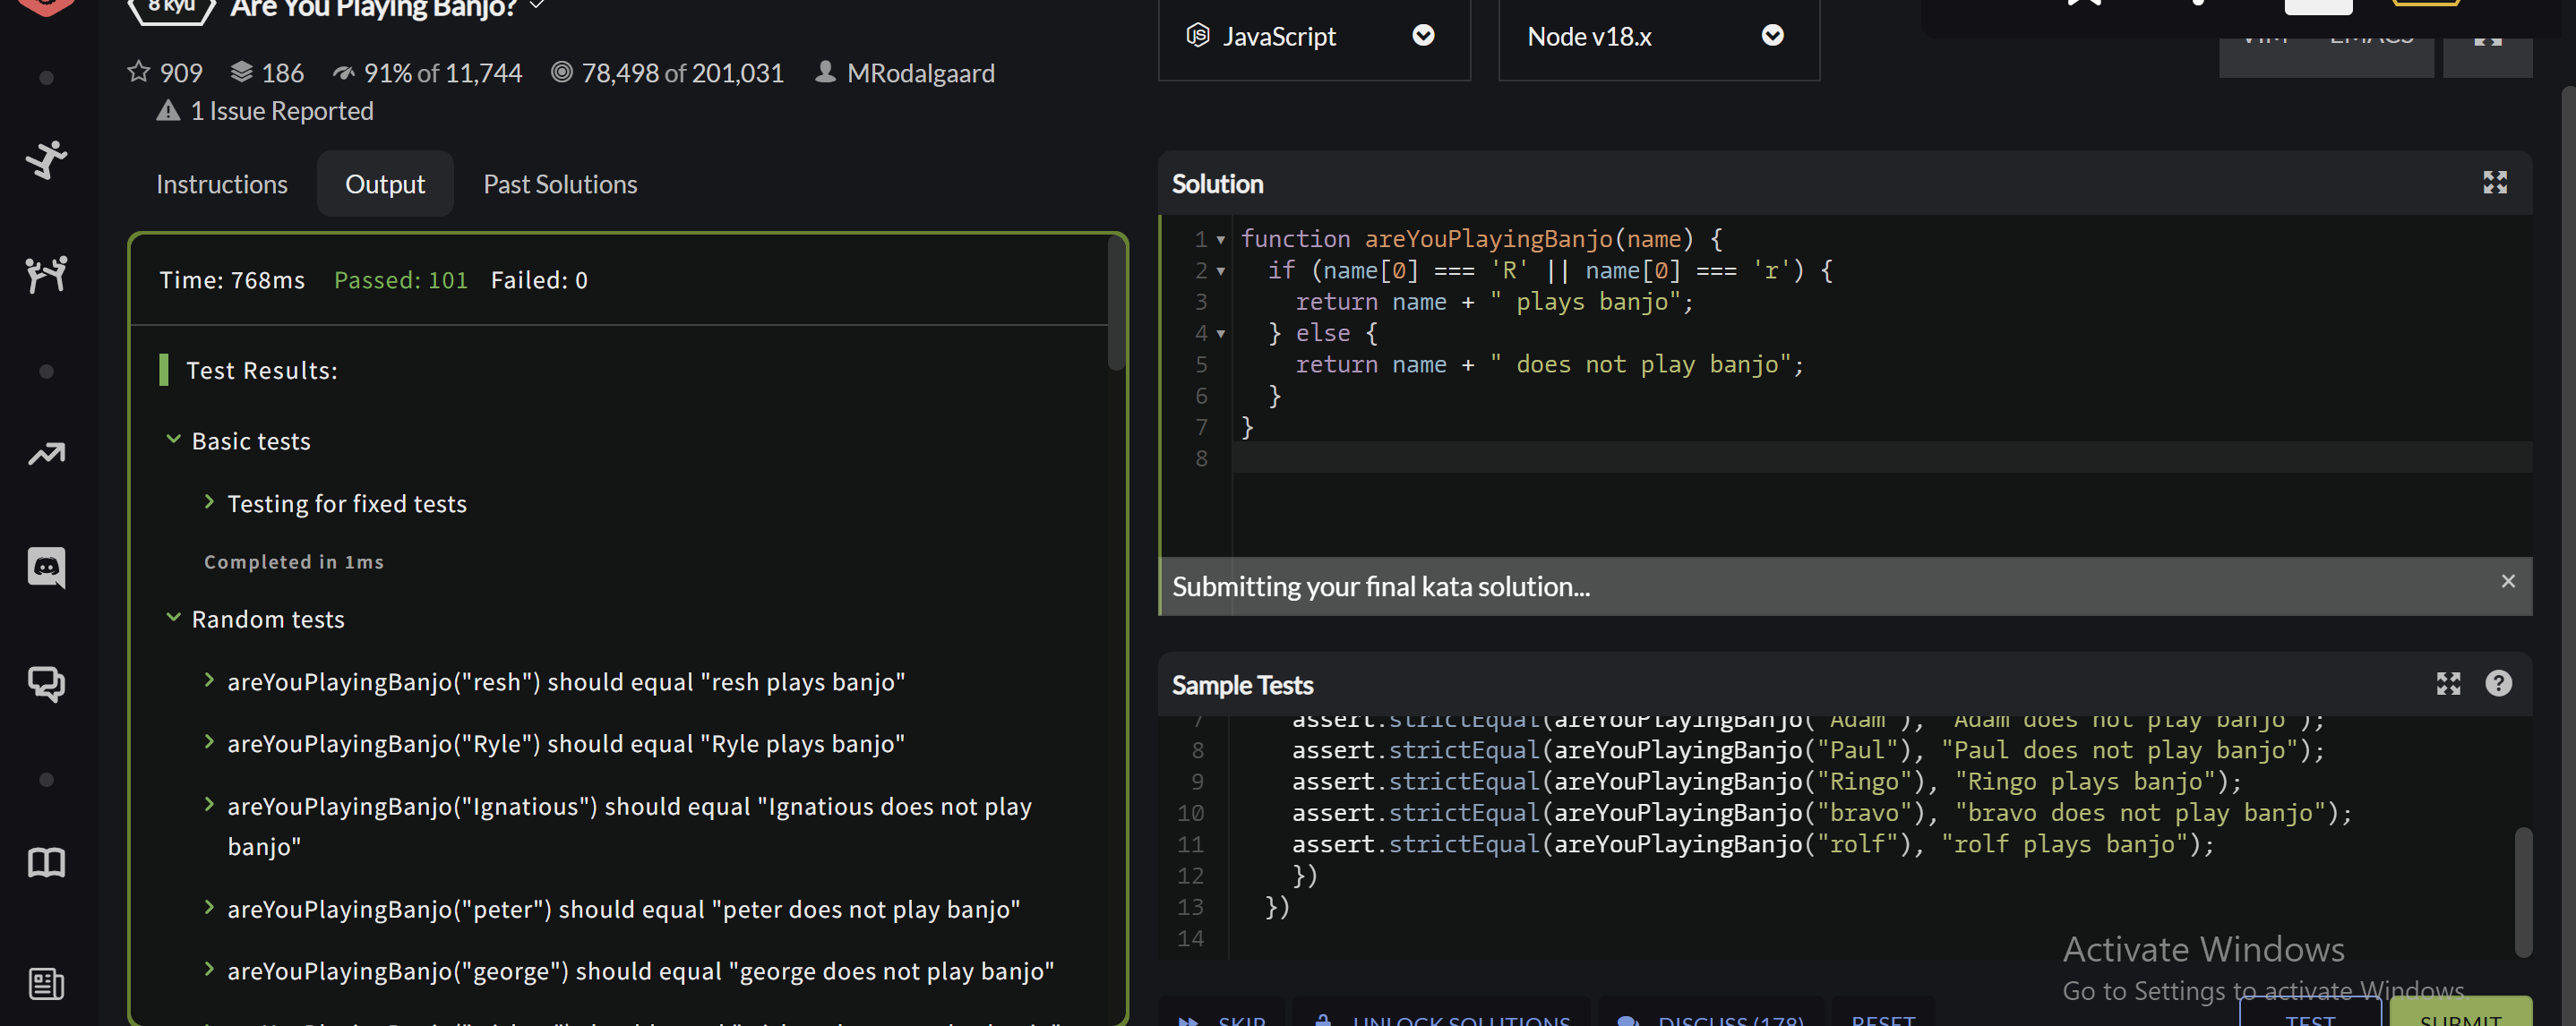 8 kyu Are You Playing Banjo?
909 186 91% of 11,744 78,498 of 201,031 MRodalgaard
1 Issue Reported
Instructions Output Past Solutions
Time: 768ms Passed: 101 Failed: 0
Test Results:
Basic tests
Testing for fixed tests
Completed in 1ms
Random tests
areYouPlayingBanjo("resh") should equal "resh plays banjo"
areYouPlayingBanjo("Ryle") should equal "Ryle plays banjo"
areYouPlayingBanjo("Ignatious") should equal "Ignatious does not play
banjo"
areYouPlayingBanjo("peter") should equal "peter does not play banjo"
areYouPlayingBanjo("george") should equal "george does not play banjo"
JS JavaScript Node v18.x
VIM EMACS
Solution
1 function areYouPlayingBanjo(name) {
2 if (name[0] === 'R' || name[0] === 'r') {
3 return name + " plays banjo";
4 } else {
5 return name + " does not play banjo";
6 }
7 }
8
Submitting your final kata solution...
Sample Tests
7 assert.strictEqual(areYouPlayingBanjo("Adam"), "Adam does not play banjo");
8 assert.strictEqual(areYouPlayingBanjo("Paul"), "Paul does not play banjo");
9 assert.strictEqual(areYouPlayingBanjo("Ringo"), "Ringo plays banjo");
10 assert.strictEqual(areYouPlayingBanjo("bravo"), "bravo does not play banjo");
11 assert.strictEqual(areYouPlayingBanjo("rolf"), "rolf plays banjo");
12 })
13 })
14
Activate Windows
Go to Settings to activate Windows.
SKIP UNLOCK SOLUTIONS DISCUSS (178) RESET TEST SUBMIT